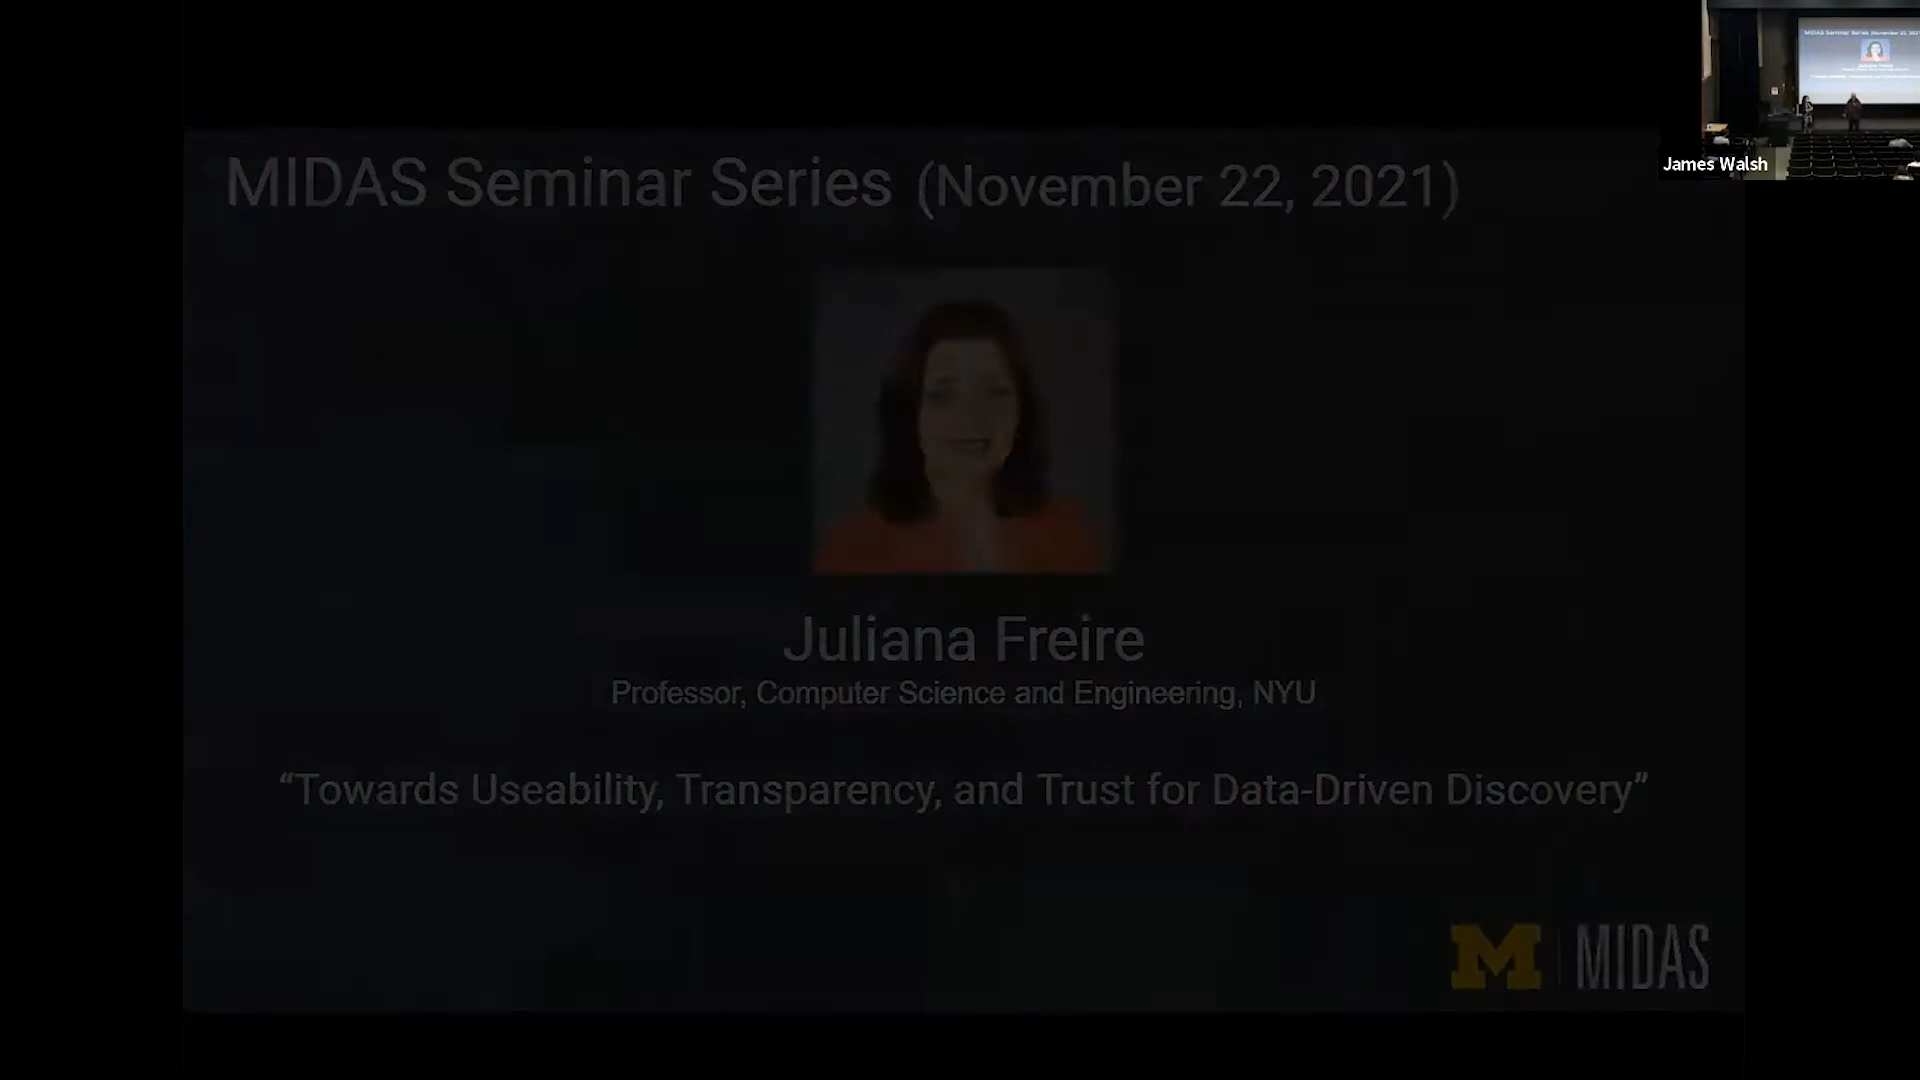 MIDAS Seminar Series (November 22, 2021)
James Walsh
Juliana Freire
Professor, Computer Science and Engineering, NYU
“Towards Useability, Transparency, and Trust for Data-Driven Discovery”
M | MIDAS